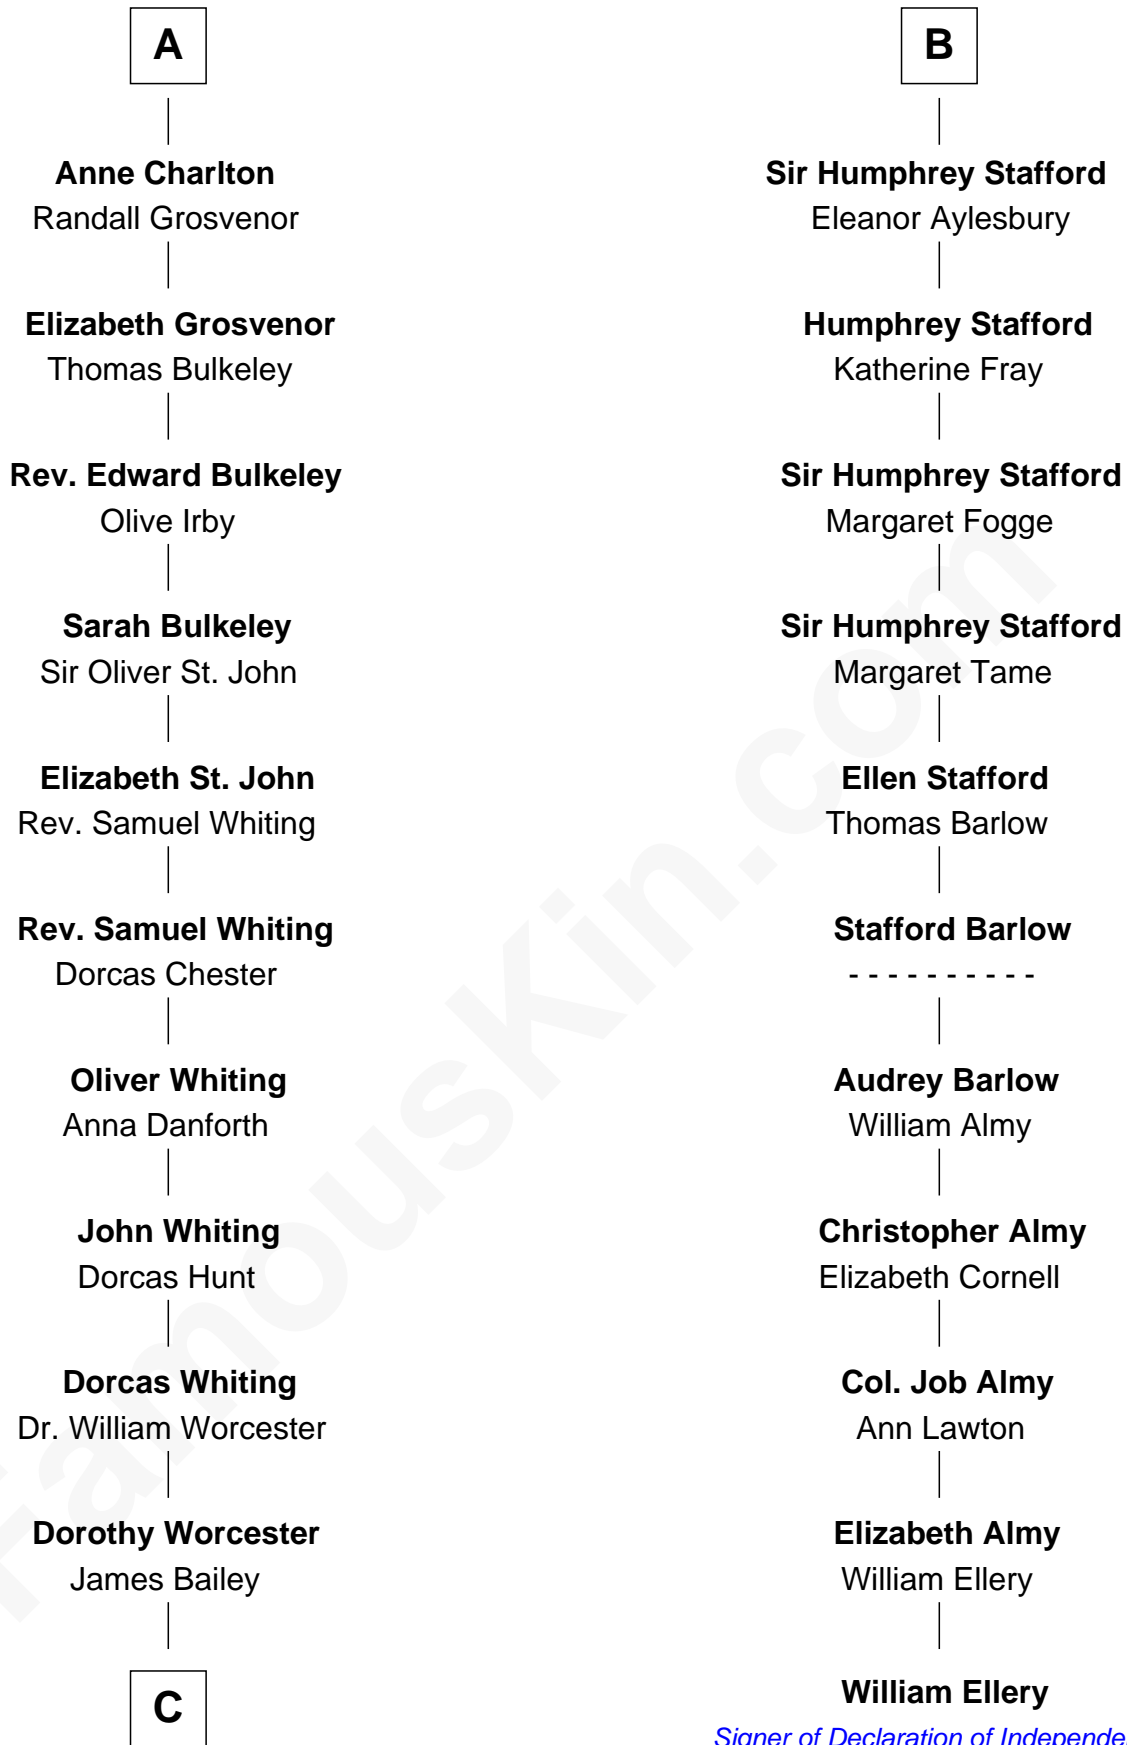 A
Anne Charlton
Randall Grosvenor
Elizabeth Grosvenor
Thomas Bulkeley
Rev. Edward Bulkeley
Olive Irby
Sarah Bulkeley
Sir Oliver St. John
Elizabeth St. John
Rev. Samuel Whiting
Rev. Samuel Whiting
Dorcas Chester
Oliver Whiting
Anna Danforth
John Whiting
Dorcas Hunt
Dorcas Whiting
Dr. William Worcester
Dorothy Worcester
James Bailey
C
B
Sir Humphrey Stafford
Eleanor Aylesbury
Humphrey Stafford
Katherine Fray
Sir Humphrey Stafford
Margaret Fogge
Sir Humphrey Stafford
Margaret Tame
Ellen Stafford
Thomas Barlow
Stafford Barlow
- - - - - - - - - -
Audrey Barlow
William Almy
Christopher Almy
Elizabeth Cornell
Col. Job Almy
Ann Lawton
Elizabeth Almy
William Ellery
William Ellery
Signer of Declaration of Independe
FamousKin.com